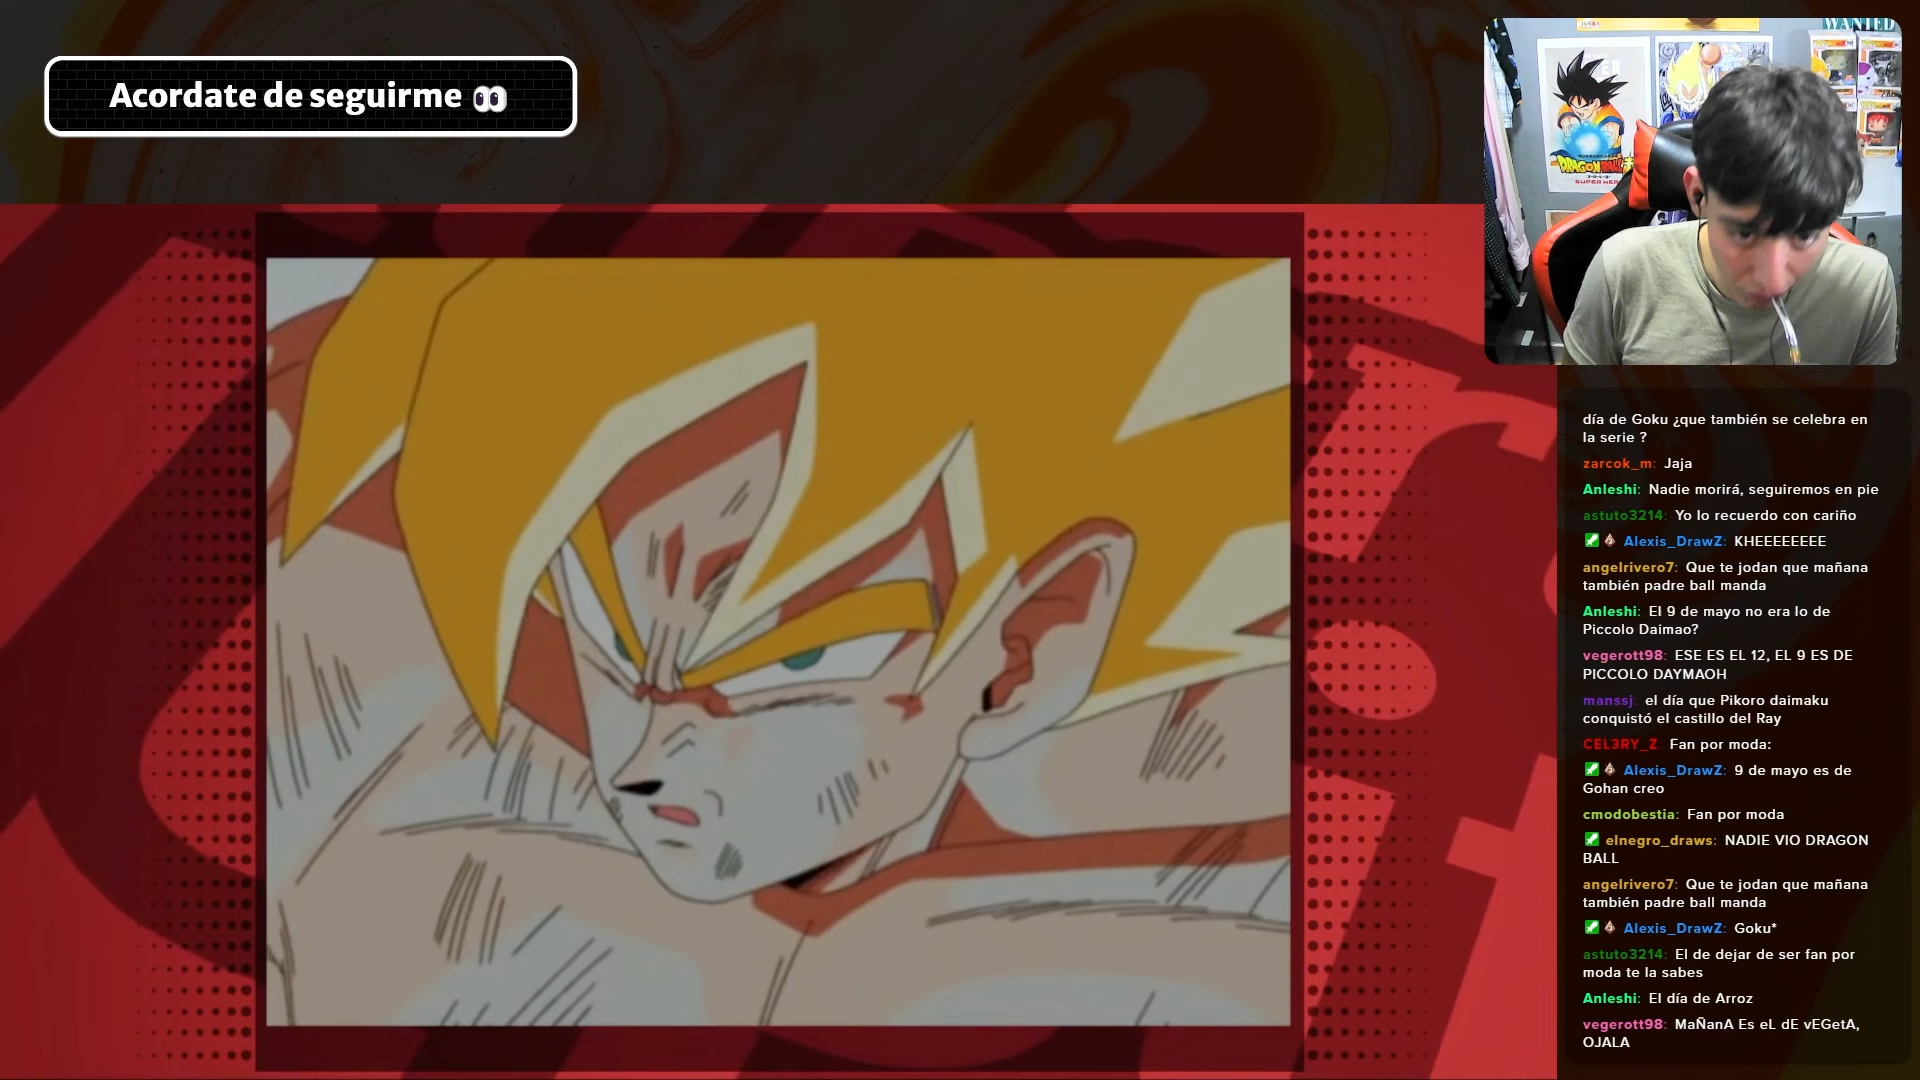 Acordate de seguirme 👀
WANTED
DRAGONBALL
SUPER HERO
día de Goku ¿que también se celebra en
la serie ?
zarcok_m: Jaja
Anleshi: Nadie morirá, seguiremos en pie
astuto3214: Yo lo recuerdo con cariño
Alexis_DrawZ: KHEEEEEEEE
angelrivero7: Que te jodan que mañana
también padre ball manda
Anleshi: El 9 de mayo no era lo de
Piccolo Daimao?
vegerott98: ESE ES EL 12, EL 9 ES DE
PICCOLO DAYMAOH
manssj: el día que Pikoro daimaku
conquistó el castillo del Ray
CEL3RY_Z: Fan por moda:
Alexis_DrawZ: 9 de mayo es de
Gohan creo
cmodobestia: Fan por moda
elnegro_draws: NADIE VIO DRAGON
BALL
angelrivero7: Que te jodan que mañana
también padre ball manda
Alexis_DrawZ: Goku*
astuto3214: El de dejar de ser fan por
moda te la sabes
Anleshi: El día de Arroz
vegerott98: MaÑanA Es eL dE vEGetA,
OJALA